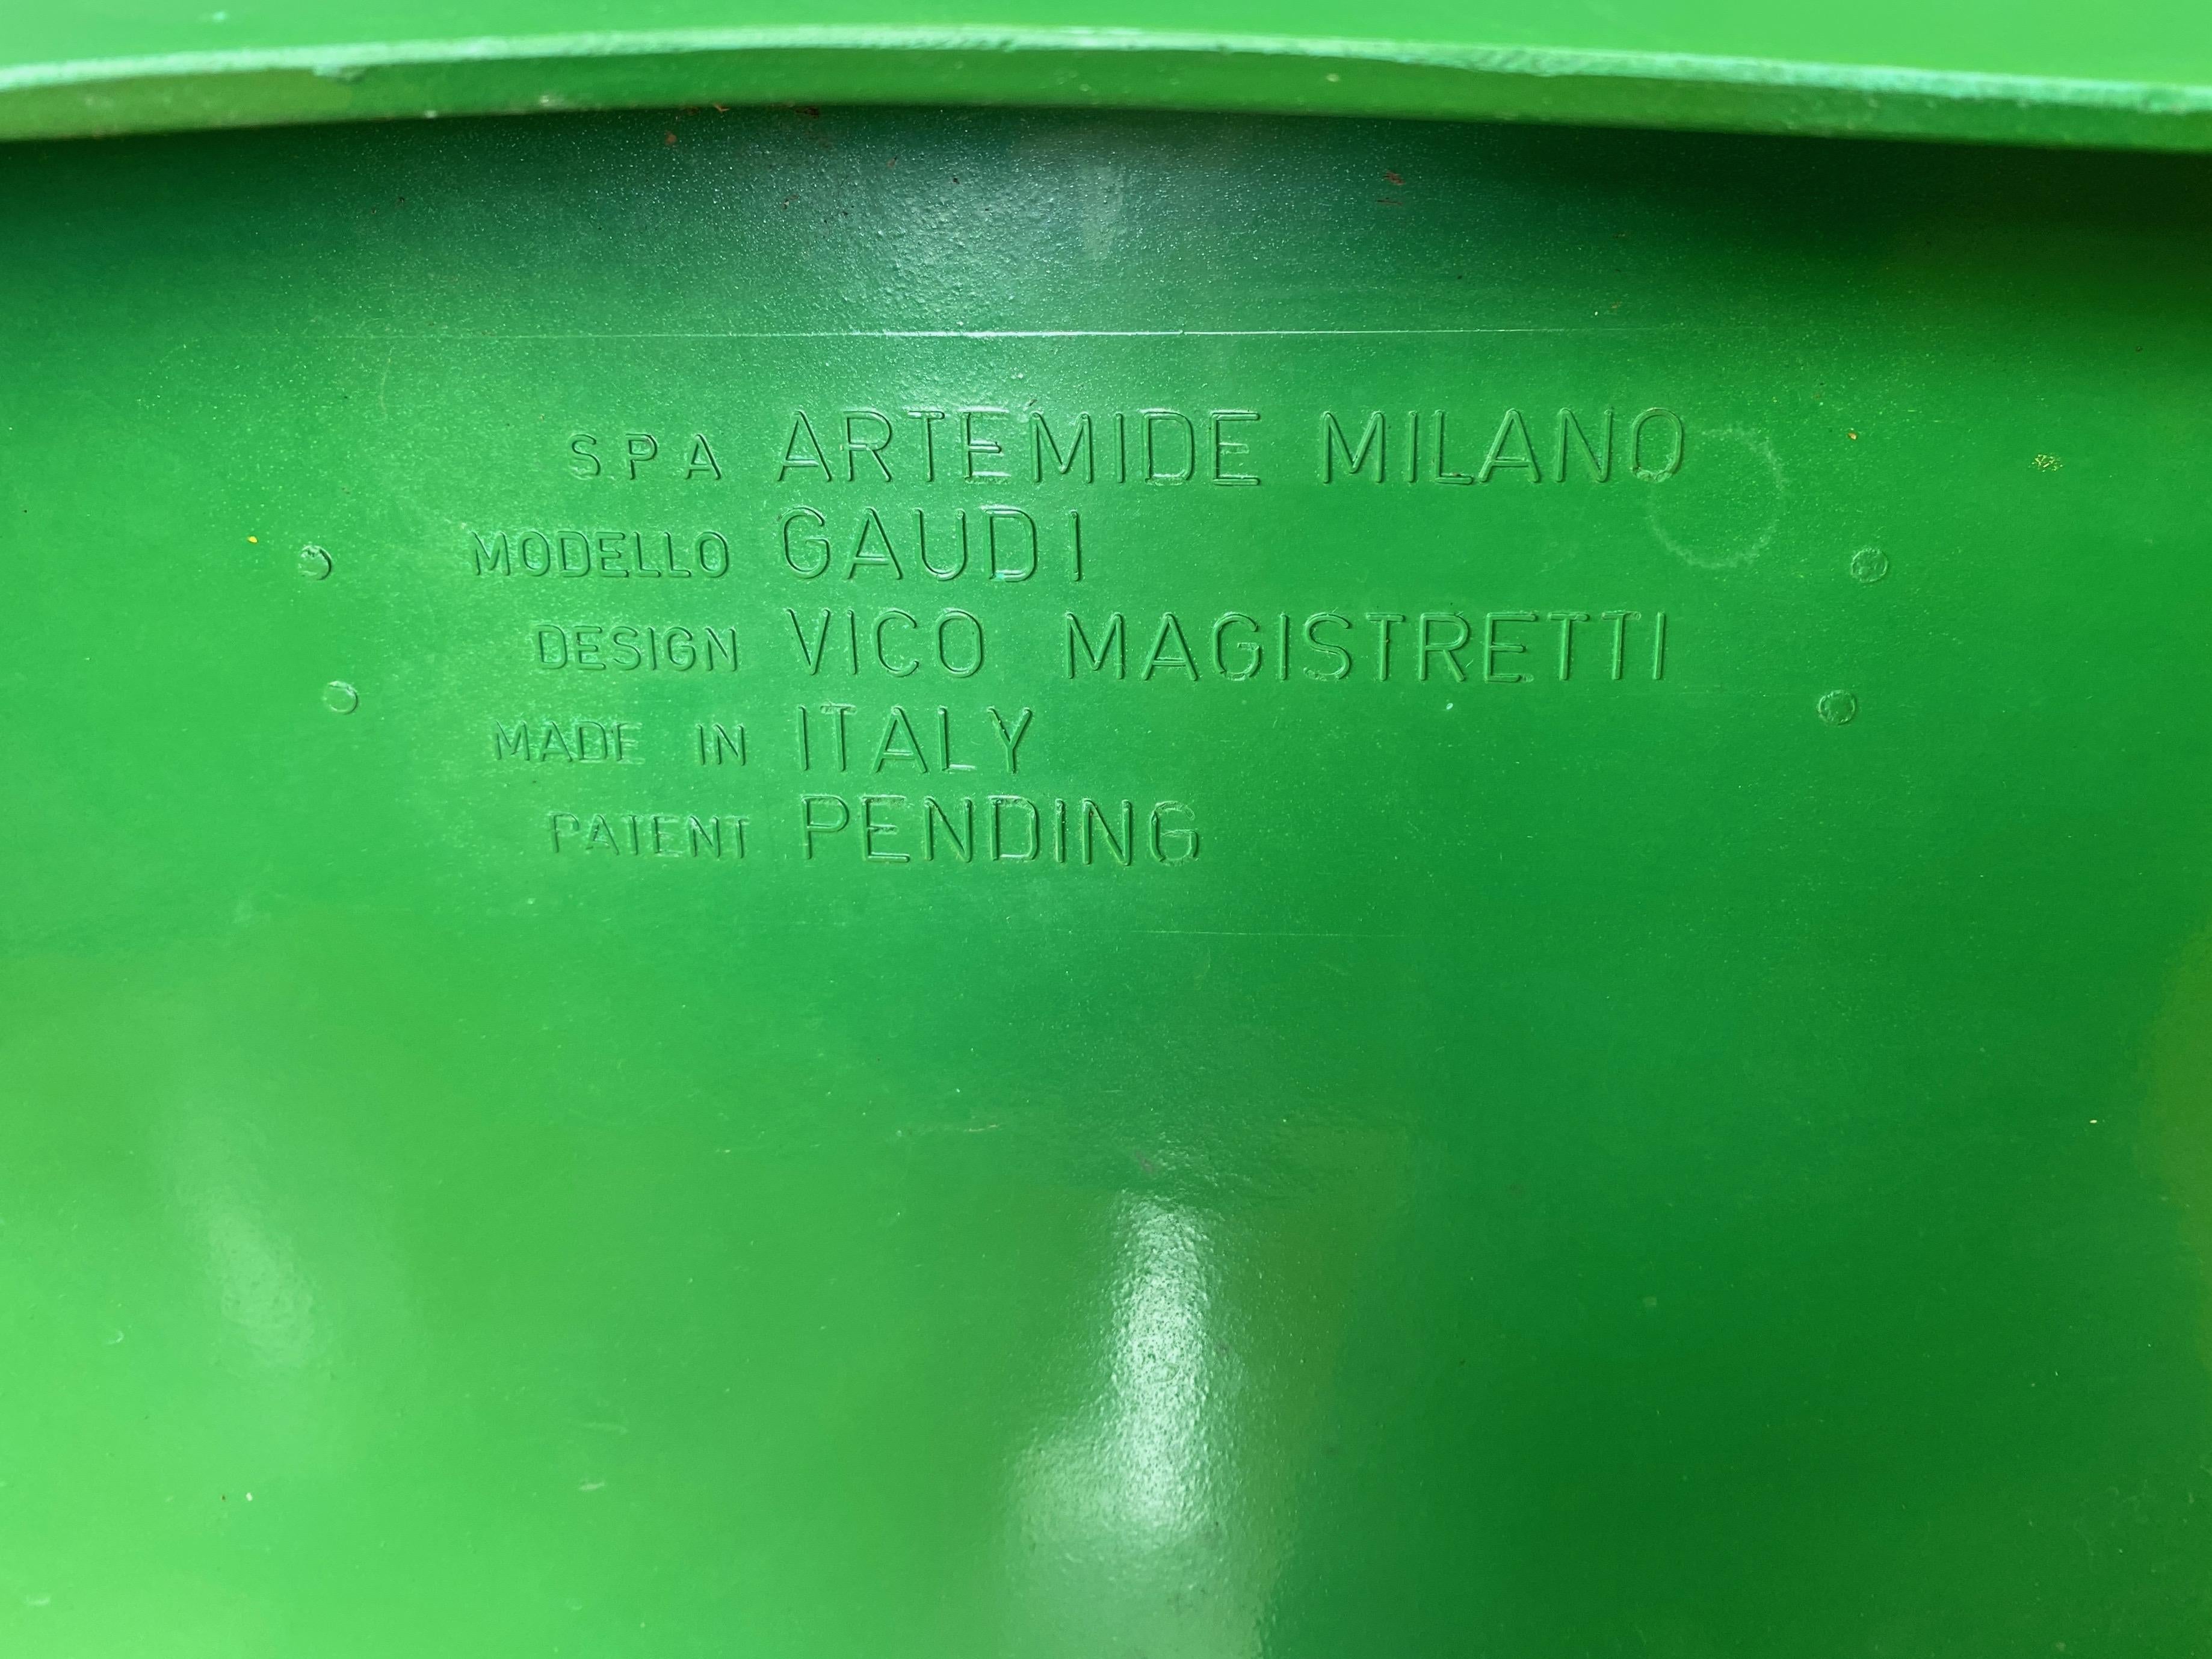 SPA ARTEMIDE MILANO
MODELLO GAUDI
DESIGN VICO MAGISTRETTI
MADE IN ITALY
PATENT PENDING